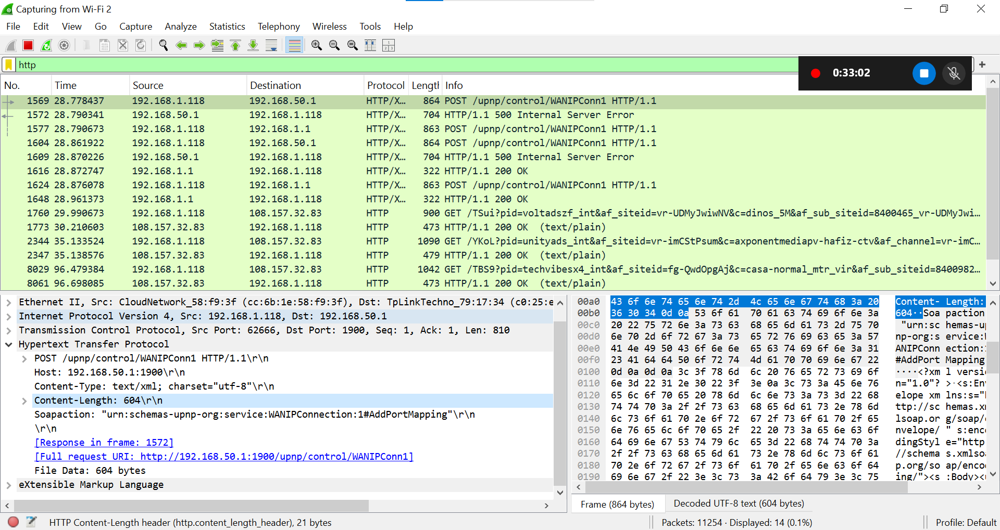 Capturing from Wi-Fi 2
File Edit View Go Capture Analyze Statistics Telephony Wireless Tools Help
http
0:33:02
No. Time Source Destination Protocol Length Info
1569 28.778437 192.168.1.118 192.168.50.1 HTTP/X… 864 POST /upnp/control/WANIPConn1 HTTP/1.1
1572 28.790341 192.168.50.1 192.168.1.118 HTTP/X… 704 HTTP/1.1 500 Internal Server Error
1577 28.790673 192.168.1.118 192.168.1.1 HTTP/X… 863 POST /upnp/control/WANIPConn1 HTTP/1.1
1604 28.861922 192.168.1.118 192.168.50.1 HTTP/X… 864 POST /upnp/control/WANIPConn1 HTTP/1.1
1609 28.870226 192.168.50.1 192.168.1.118 HTTP/X… 704 HTTP/1.1 500 Internal Server Error
1616 28.872747 192.168.1.1 192.168.1.118 HTTP/X… 322 HTTP/1.1 200 OK
1624 28.876078 192.168.1.118 192.168.1.1 HTTP/X… 863 POST /upnp/control/WANIPConn1 HTTP/1.1
1648 28.961373 192.168.1.1 192.168.1.118 HTTP/X… 322 HTTP/1.1 200 OK
1760 29.990673 192.168.1.118 108.157.32.83 HTTP 900 GET /TSui?pid=voltadszf_int&af_siteid=vr-UDMyJwiwNV&c=dinos_5M&af_sub_siteid=8400465_vr-UDMyJwi…
1773 30.210603 108.157.32.83 192.168.1.118 HTTP 473 HTTP/1.1 200 OK (text/plain)
2344 35.133524 192.168.1.118 108.157.32.83 HTTP 1090 GET /YKoL?pid=unityads_int&af_siteid=vr-imCStPsum&c=axponentmediapv-hafiz-ctv&af_channel=vr-imC…
2347 35.138576 108.157.32.83 192.168.1.118 HTTP 479 HTTP/1.1 200 OK (text/plain)
8029 96.479384 192.168.1.118 108.157.32.83 HTTP 1042 GET /TBS9?pid=techvibesx4_int&af_siteid=fg-QwdOpgAj&c=casa-normal_mtr_vir&af_sub_siteid=8400982…
8061 96.698085 108.157.32.83 192.168.1.118 HTTP 473 HTTP/1.1 200 OK (text/plain)
Ethernet II, Src: CloudNetwork_58:f9:3f (cc:6b:1e:58:f9:3f), Dst: TpLinkTechno_79:17:34 (c0:25:e
Internet Protocol Version 4, Src: 192.168.1.118, Dst: 192.168.50.1
Transmission Control Protocol, Src Port: 62666, Dst Port: 1900, Seq: 1, Ack: 1, Len: 810
Hypertext Transfer Protocol
POST /upnp/control/WANIPConn1 HTTP/1.1\r\n
Host: 192.168.50.1:1900\r\n
Content-Type: text/xml; charset="utf-8"\r\n
Content-Length: 604\r\n
Soapaction: "urn:schemas-upnp-org:service:WANIPConnection:1#AddPortMapping"\r\n
\r\n
[Response in frame: 1572]
[Full request URI: http://192.168.50.1:1900/upnp/control/WANIPConn1]
File Data: 604 bytes
eXtensible Markup Language
00a0 43 6f 6e 74 65 6e 74 2d 4c 65 6e 67 74 68 3a 20 Content- Length:
00b0 36 30 34 0d 0a 53 6f 61 70 61 63 74 69 6f 6e 3a 604··Soa paction
00c0 20 22 75 72 6e 3a 73 63 68 65 6d 61 73 2d 75 70 "urn:sc hemas-up
00d0 6e 70 2d 6f 72 67 3a 73 65 72 76 69 63 65 3a 57 np-org:s ervice:W
00e0 41 4e 49 50 43 6f 6e 6e 65 63 74 69 6f 6e 3a 31 ANIPConn ection:
00f0 23 41 64 64 50 6f 72 74 4d 61 70 70 69 6e 67 22 #AddPort Mapping
0100 0d 0a 0d 0a 3c 3f 78 6d 6c 20 76 65 72 73 69 6f ····<?xm l versio
0110 6e 3d 22 31 2e 30 22 3f 3e 0a 3c 73 3a 45 6e 76 n="1.0"? >·<s:Env
0120 65 6c 6f 70 65 20 78 6d 6c 6e 73 3a 73 3d 22 68 elope xm lns:s="h
0130 74 74 70 3a 2f 2f 73 63 68 65 6d 61 73 2e 78 6d ttp://sc hemas.xm
0140 6c 73 6f 61 70 2e 6f 72 67 2f 73 6f 61 70 2f 65 lsoap.or g/soap/e
0150 6e 76 65 6c 6f 70 65 2f 22 20 73 3a 65 6e 63 6f nvelope/ " s:enco
0160 64 69 6e 67 53 74 79 6c 65 3d 22 68 74 74 70 3a dingStyl e="http
0170 2f 2f 73 63 68 65 6d 61 73 2e 78 6d 6c 73 6f 61 //schema s.xmlsoa
0180 70 2e 6f 72 67 2f 73 6f 61 70 2f 65 6e 63 6f 64 p.org/so ap/encod
0190 69 6e 67 2f 22 3e 3c 73 3a 42 6f 64 79 3e 3c 75 ing/"><s :Body><u
Frame (864 bytes) Decoded UTF-8 text (604 bytes)
HTTP Content-Length header (http.content_length_header), 21 bytes Packets: 11254 · Displayed: 14 (0.1%) Profile: Default